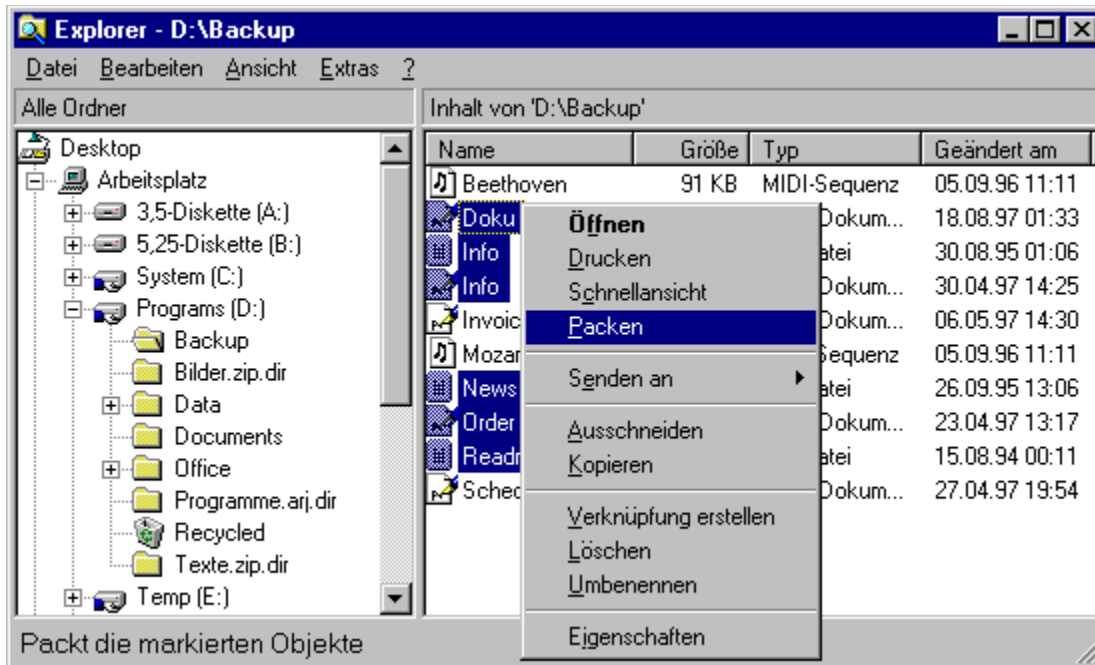 Explorer - D:\Backup
Datei Bearbeiten Ansicht Extras ?
Alle Ordner
Inhalt von 'D:\Backup'
Desktop
Arbeitsplatz
3,5-Diskette (A:)
5,25-Diskette (B:)
System (C:)
Programs (D:)
Backup
Bilder.zip.dir
Data
Documents
Office
Programme.arj.dir
Recycled
Texte.zip.dir
Temp (E:)
Name Größe Typ Geändert am
Beethoven 91 KB MIDI-Sequenz 05.09.96 11:11
Doku Dokum... 18.08.97 01:33
Info atei 30.08.95 01:06
Info Dokum... 30.04.97 14:25
Invoic Dokum... 06.05.97 14:30
Mozar Sequenz 05.09.96 11:11
News atei 26.09.95 13:06
Order Dokum... 23.04.97 13:17
Readm atei 15.08.94 00:11
Sched Dokum... 27.04.97 19:54
Öffnen
Drucken
Schnellansicht
Packen
Senden an
Ausschneiden
Kopieren
Verknüpfung erstellen
Löschen
Umbenennen
Eigenschaften
Packt die markierten Objekte